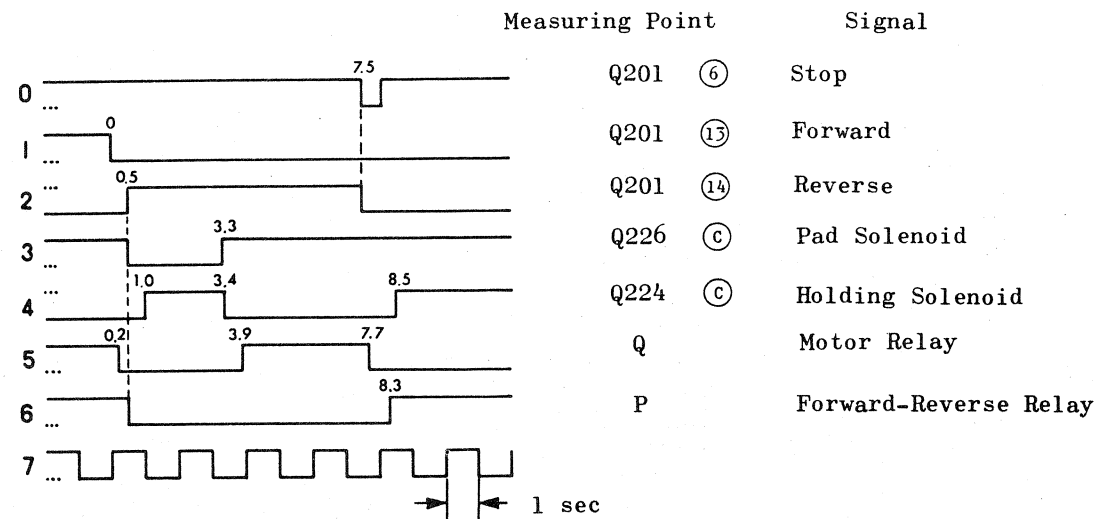 Measuring Point Signal
7.5
0 ... Q201 ⑥ Stop
0
1 ... Q201 ⑬ Forward
...
0.5
2 Q201 ⑭ Reverse
3.3
3 ... Q226 Ⓒ Pad Solenoid
...
1.0 3.4 8.5
4 Q224 Ⓒ Holding Solenoid
0.2 3.9 7.7
5 ... Q Motor Relay
8.3
6 ... P Forward-Reverse Relay
7 ...
1 sec